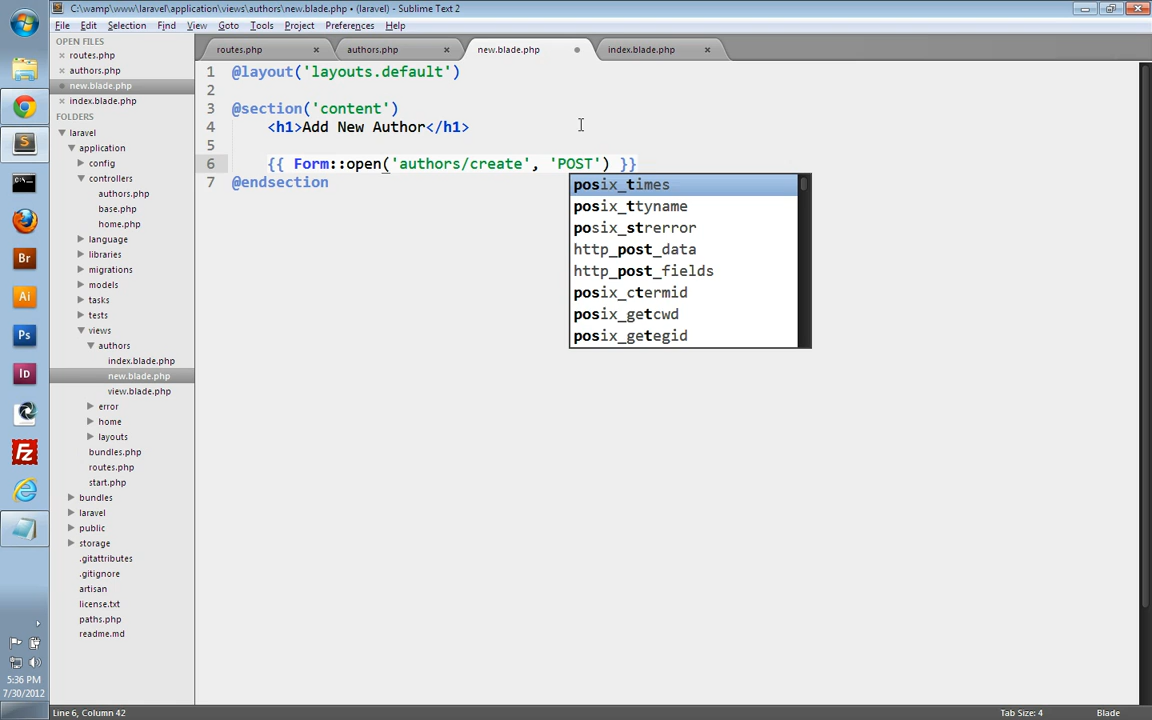 C:\wamp\www\laravel\application\views\authors\new.blade.php • (laravel) - Sublime Text 2
File Edit Selection Find View Goto Tools Project Preferences Help
OPEN FILES
routes.php
authors.php
new.blade.php
index.blade.php
FOLDERS
laravel
application
config
controllers
authors.php
base.php
home.php
language
libraries
migrations
models
tasks
tests
views
authors
index.blade.php
new.blade.php
view.blade.php
error
home
layouts
bundles.php
routes.php
start.php
bundles
laravel
public
storage
.gitattributes
.gitignore
artisan
license.txt
paths.php
readme.md
routes.php authors.php new.blade.php index.blade.php
1 @layout('layouts.default')
2
3 @section('content')
4 <h1>Add New Author</h1>
5
6 {{ Form::open('authors/create', 'POST') }}
7 @endsection
posix_times
posix_ttyname
posix_strerror
http_post_data
http_post_fields
posix_ctermid
posix_getcwd
posix_getegid
Br
Ai
Ps
Id
Fz
5:36 PM
7/30/2012
Line 6, Column 42 Tab Size: 4 Blade